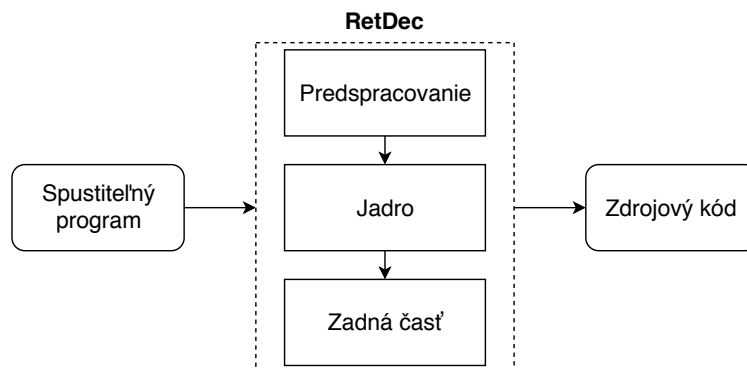 RetDec
Predspracovanie
Spustiteľný
program
Jadro
Zdrojový kód
Zadná časť